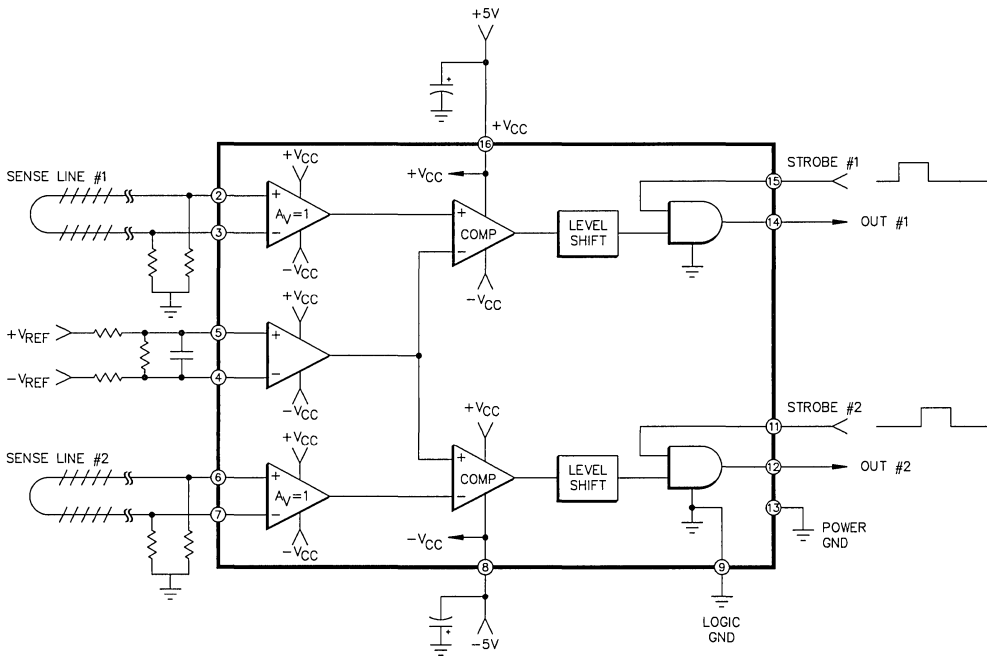 +5V
+
+VCC
16
+VCC
SENSE LINE #1
2
+
AV=1
3
−
−VCC
+VCC
+
COMP
−
−VCC
LEVEL
SHIFT
STROBE #1
15
14
OUT #1
+VREF
5
+VCC
+
−VREF
4
−
−VCC
SENSE LINE #2
6
+VCC
+
AV=1
7
−
−VCC
+VCC
+
COMP
−
−VCC
LEVEL
SHIFT
STROBE #2
11
12
OUT #2
13
POWER
GND
8
9
LOGIC
GND
+
−5V